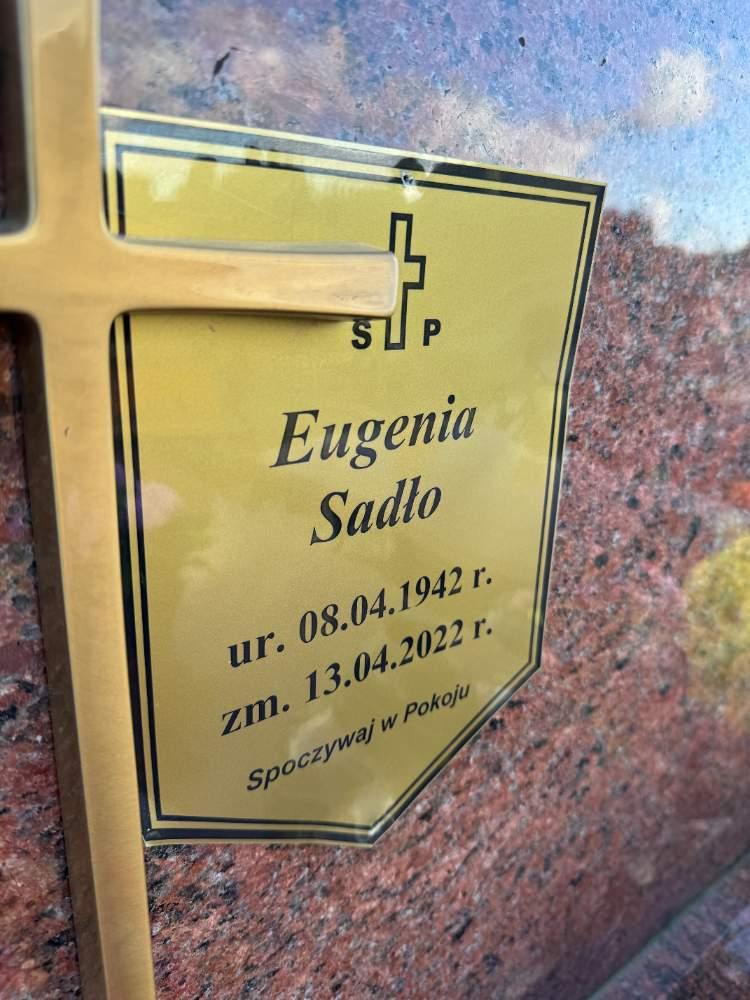 Ś P
Eugenia
Sadło
ur. 08.04.1942 r.
zm. 13.04.2022 r.
Spoczywaj w Pokoju